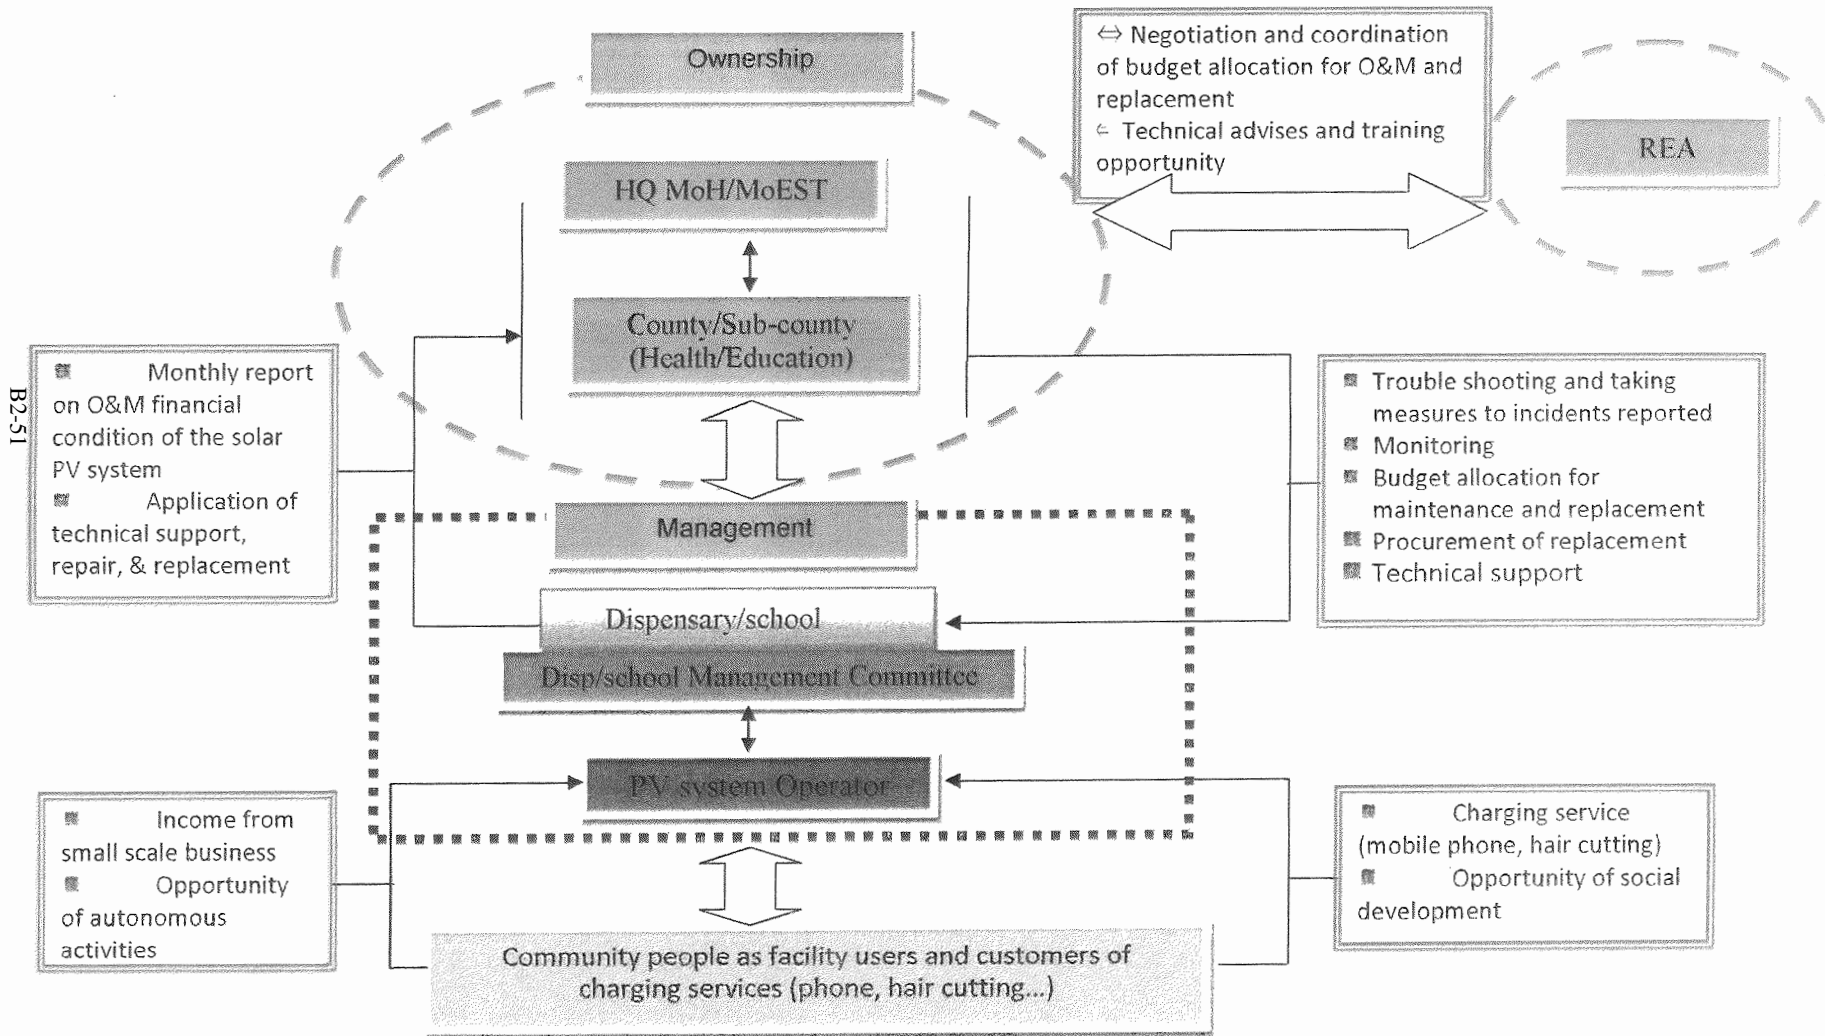 Ownership
⇔ Negotiation and coordination
of budget allocation for O&M and
replacement
⇐ Technical advises and training
opportunity
REA
HQ MoH/MoEST
County/Sub-county
(Health/Education)
■ Monthly report
on O&M financial
condition of the solar
PV system
■ Application of
technical support,
repair, & replacement
B2-51
■ Trouble shooting and taking
measures to incidents reported
■ Monitoring
■ Budget allocation for
maintenance and replacement
■ Procurement of replacement
■ Technical support
Management
Dispensary/school
Disp/school Management Committee
PV system Operator
■ Income from
small scale business
■ Opportunity
of autonomous
activities
■ Charging service
(mobile phone, hair cutting)
■ Opportunity of social
development
Community people as facility users and customers of
charging services (phone, hair cutting...)